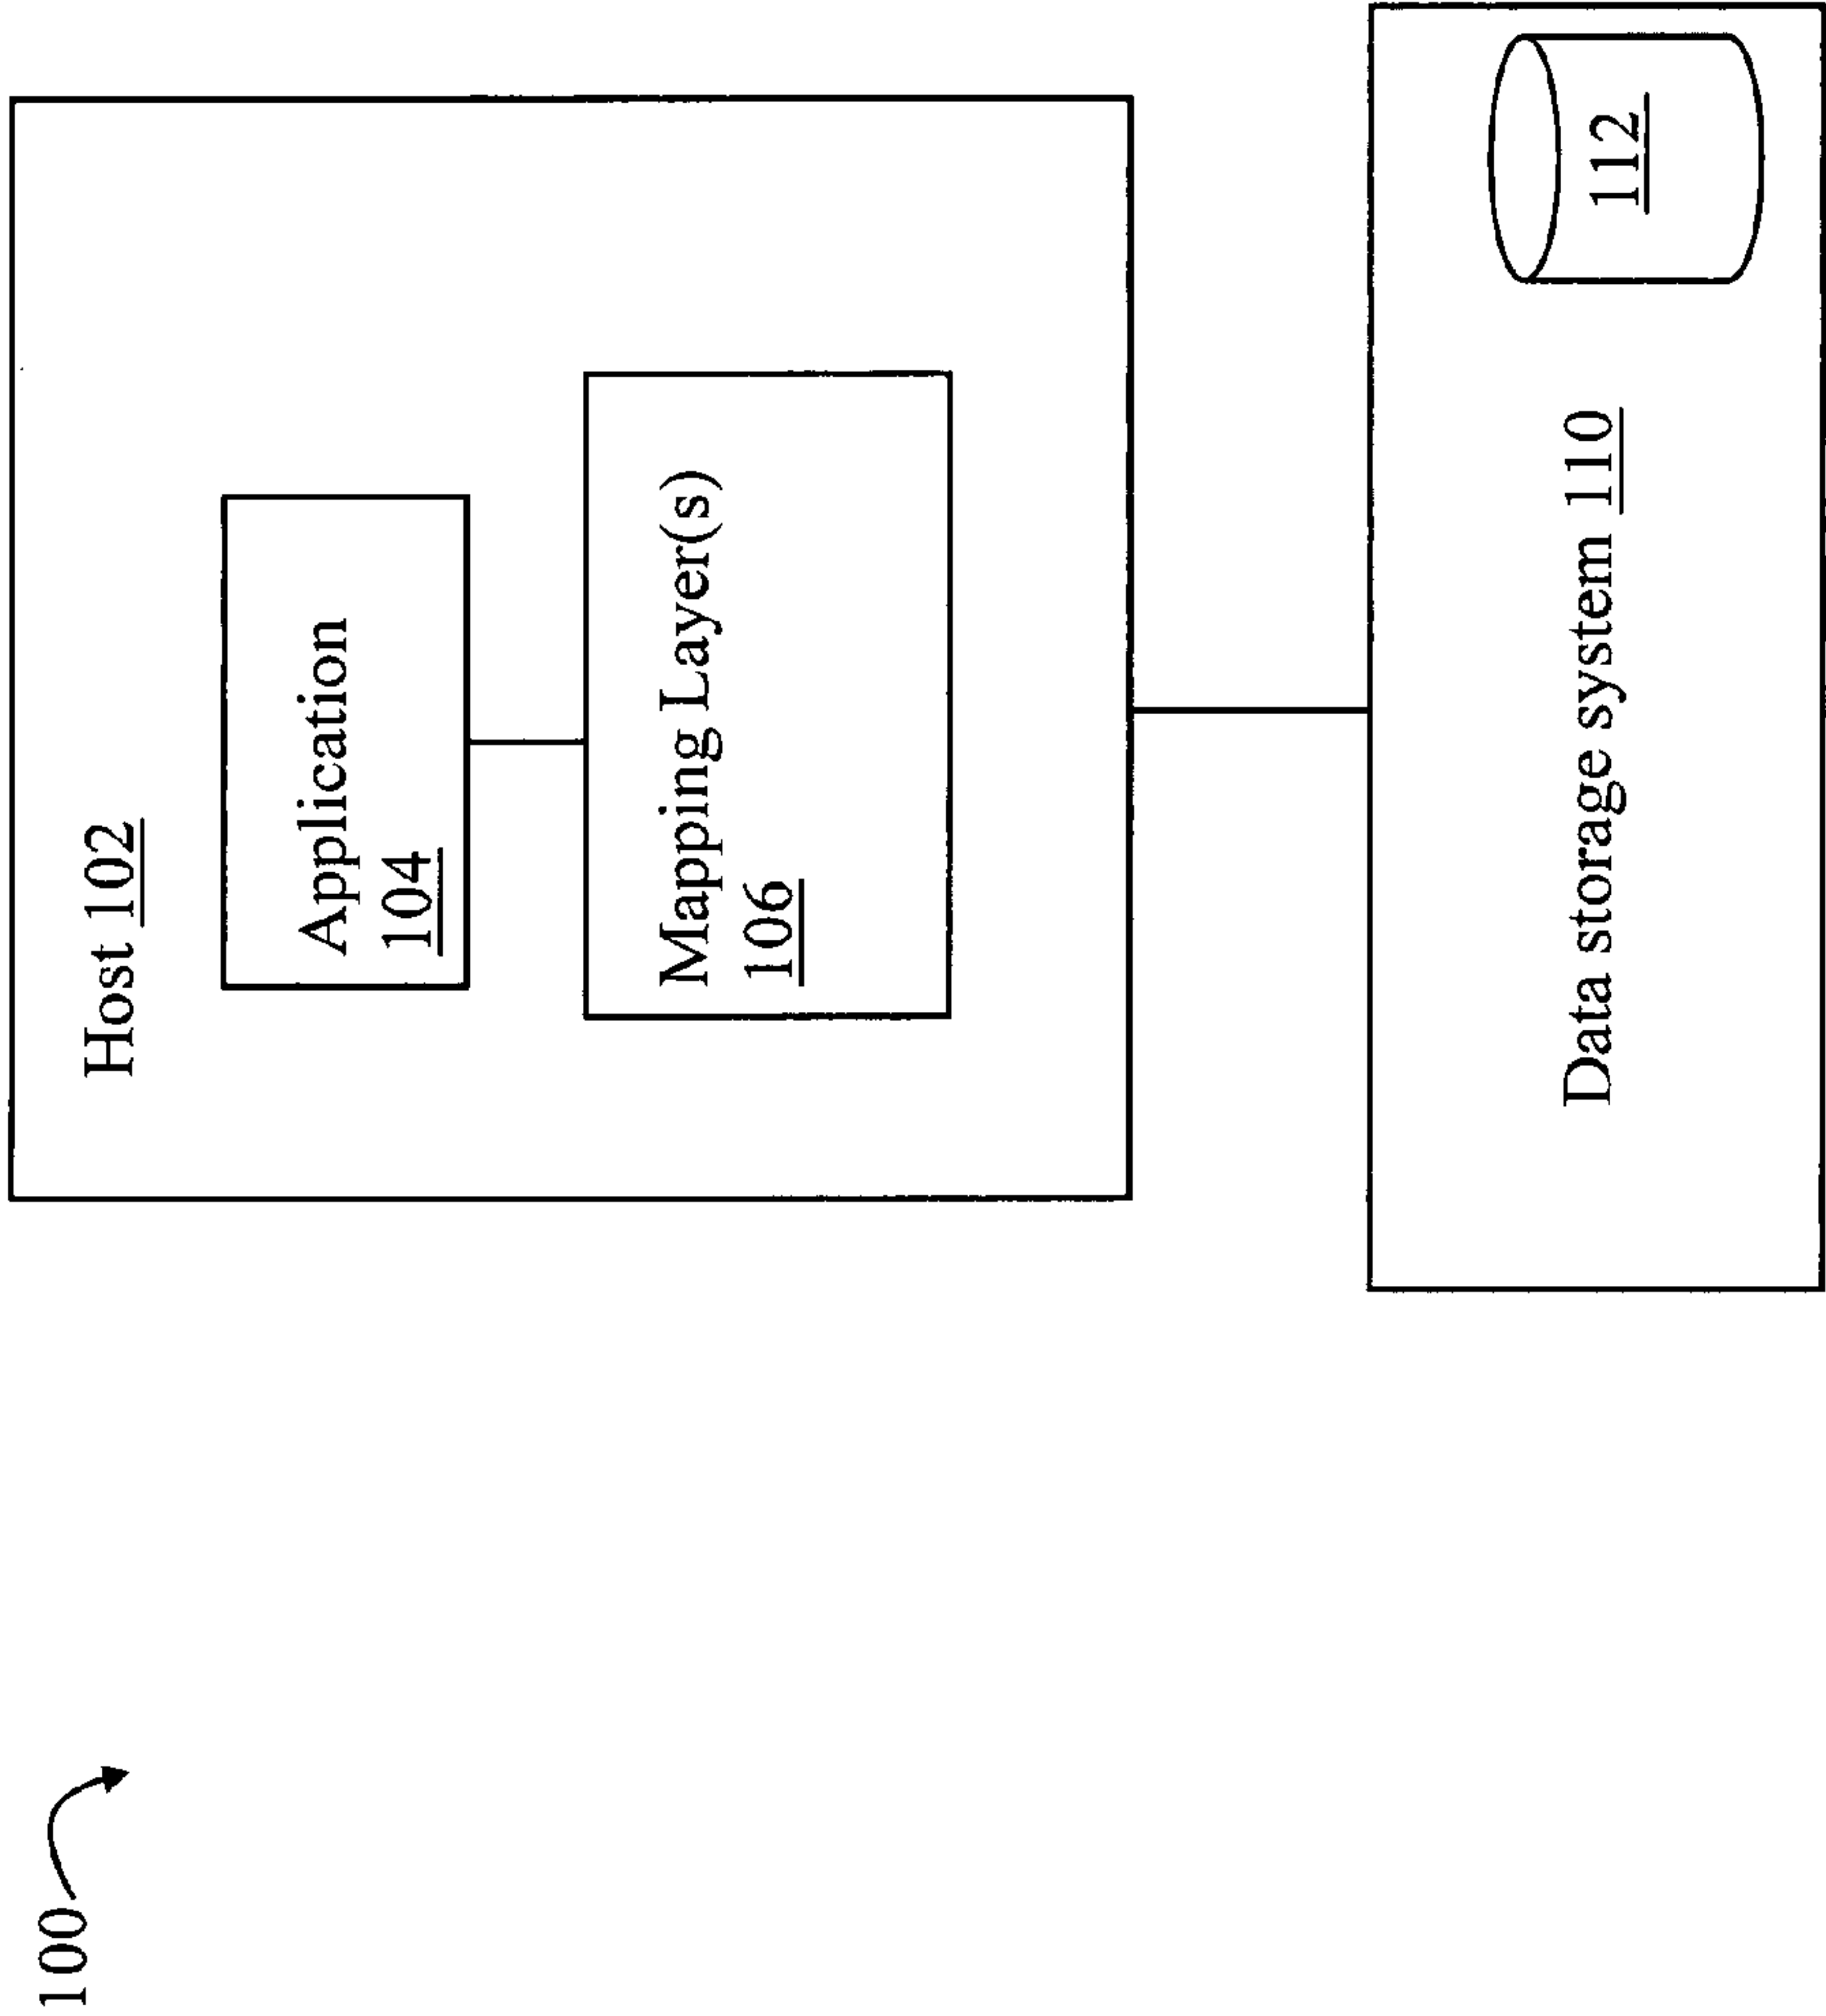 100
Host 102
Application
104
Mapping Layer(s)
106
Data storage system 110
112